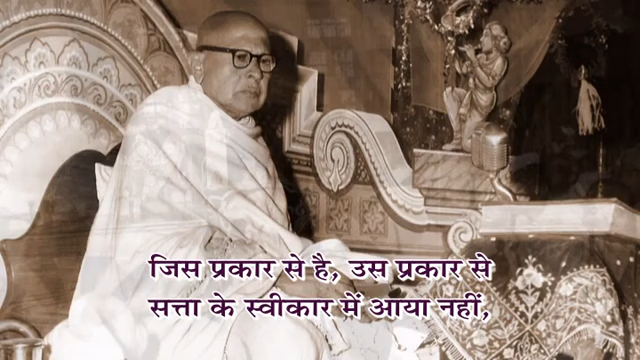 जिस प्रकार से है, उस प्रकार से
सत्ता के स्वीकार में आया नहीं,